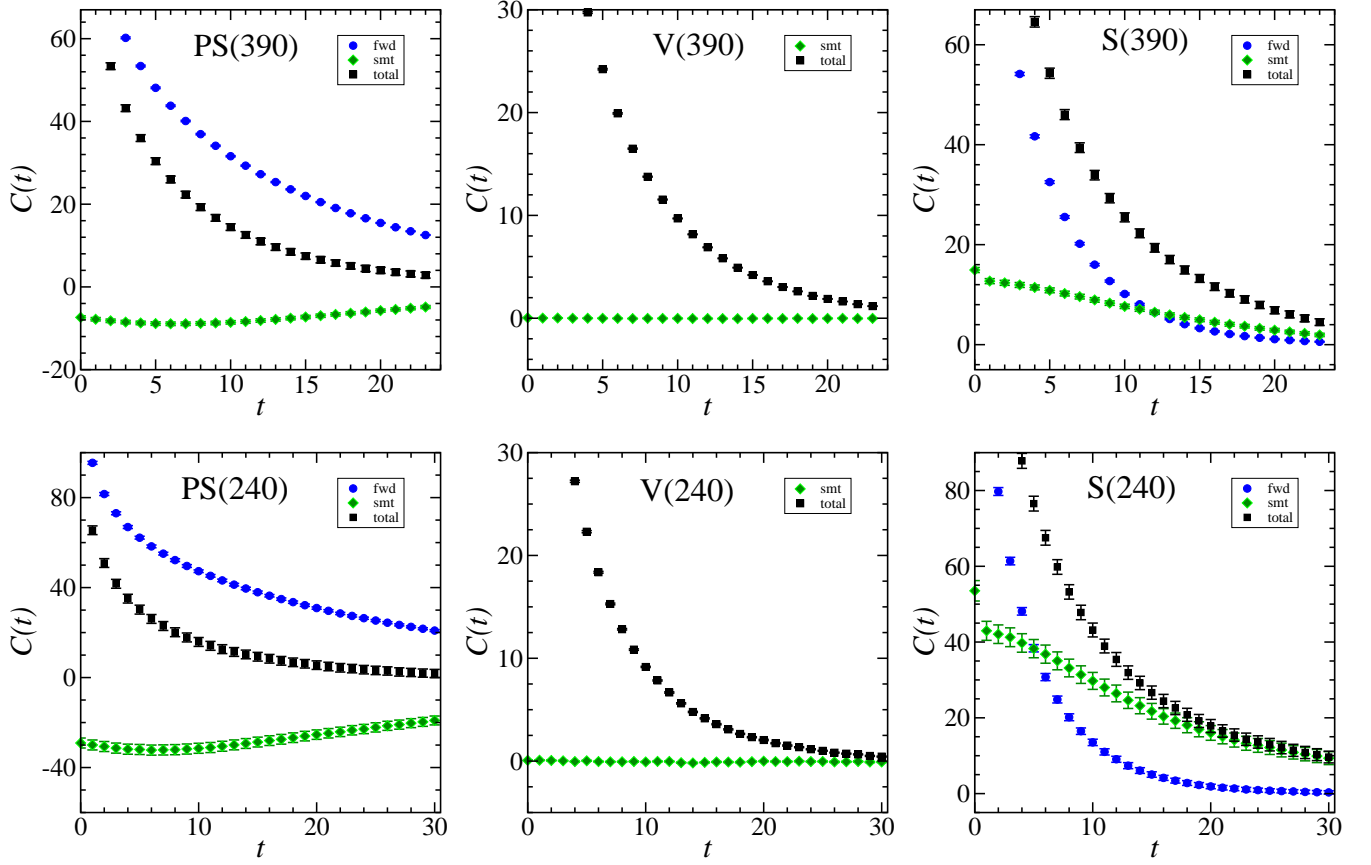 PS(390)
fwd
smt
total
60
40
20
0
-20
C(t)
0 5 10 15 20
t
V(390)
smt
total
30
20
10
0
C(t)
0 5 10 15 20
t
S(390)
fwd
smt
total
60
40
20
0
C(t)
0 5 10 15 20
t
PS(240)
fwd
smt
total
80
40
0
-40
C(t)
0 10 20 30
t
V(240)
smt
total
30
20
10
0
C(t)
0 10 20 30
t
S(240)
fwd
smt
total
80
60
40
20
0
C(t)
0 10 20 30
t